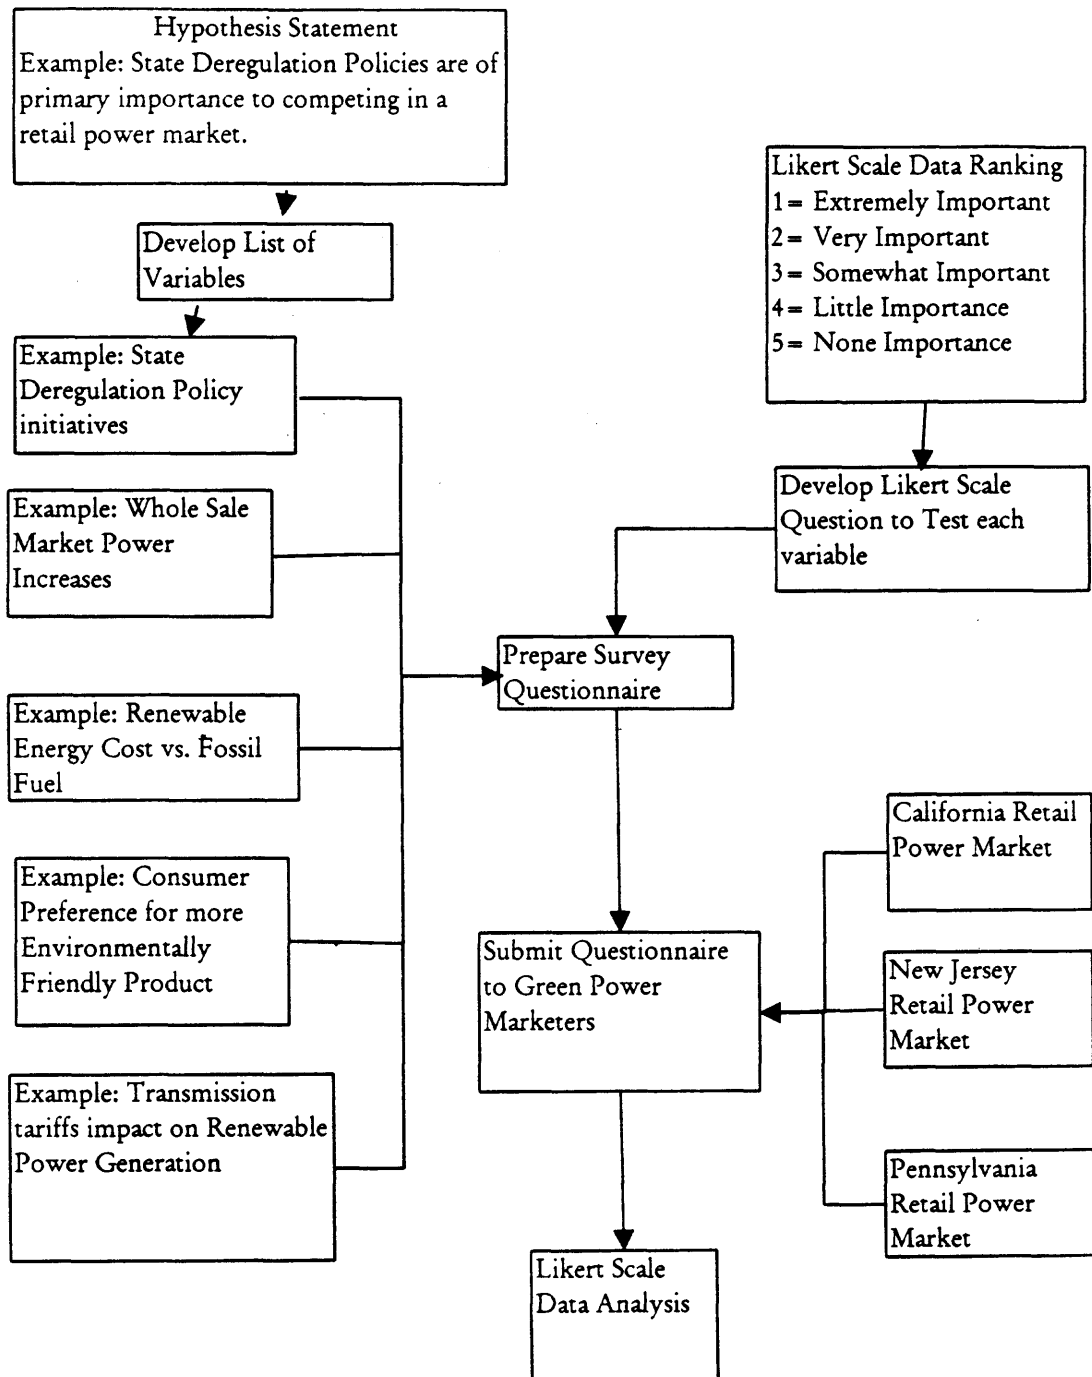 Hypothesis Statement
Example: State Deregulation Policies are of
primary importance to competing in a
retail power market.
Develop List of
Variables
Example: State
Deregulation Policy
initiatives
Example: Whole Sale
Market Power
Increases
Example: Renewable
Energy Cost vs. Fossil
Fuel
Example: Consumer
Preference for more
Environmentally
Friendly Product
Example: Transmission
tariffs impact on Renewable
Power Generation
Likert Scale Data Ranking
1= Extremely Important
2= Very Important
3= Somewhat Important
4= Little Importance
5= None Importance
Develop Likert Scale
Question to Test each
variable
Prepare Survey
Questionnaire
Submit Questionnaire
to Green Power
Marketers
California Retail
Power Market
New Jersey
Retail Power
Market
Pennsylvania
Retail Power
Market
Likert Scale
Data Analysis